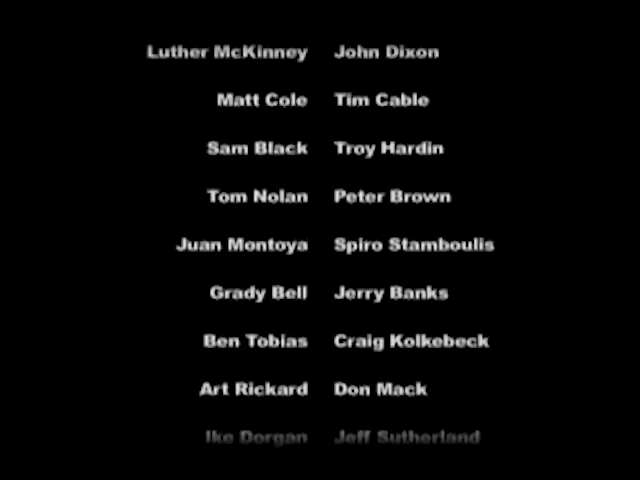 Luther McKinney John Dixon
Matt Cole Tim Cable
Sam Black Troy Hardin
Tom Nolan Peter Brown
Juan Montoya Spiro Stamboulis
Grady Bell Jerry Banks
Ben Tobias Craig Kolkebeck
Art Rickard Don Mack
Ike Dorgan Jeff Sutherland